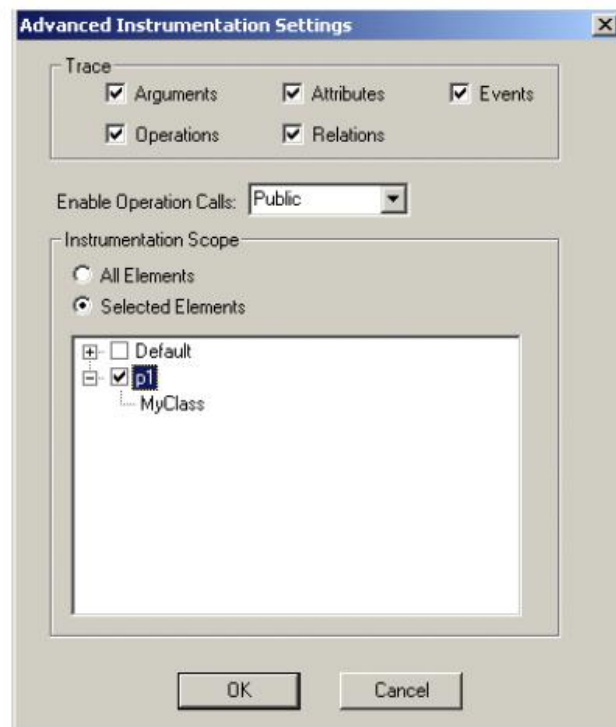 Advanced Instrumentation Settings
Trace
Arguments Attributes Events
Operations Relations
Enable Operation Calls: Public
Instrumentation Scope
All Elements
Selected Elements
Default
p1
MyClass
OK Cancel